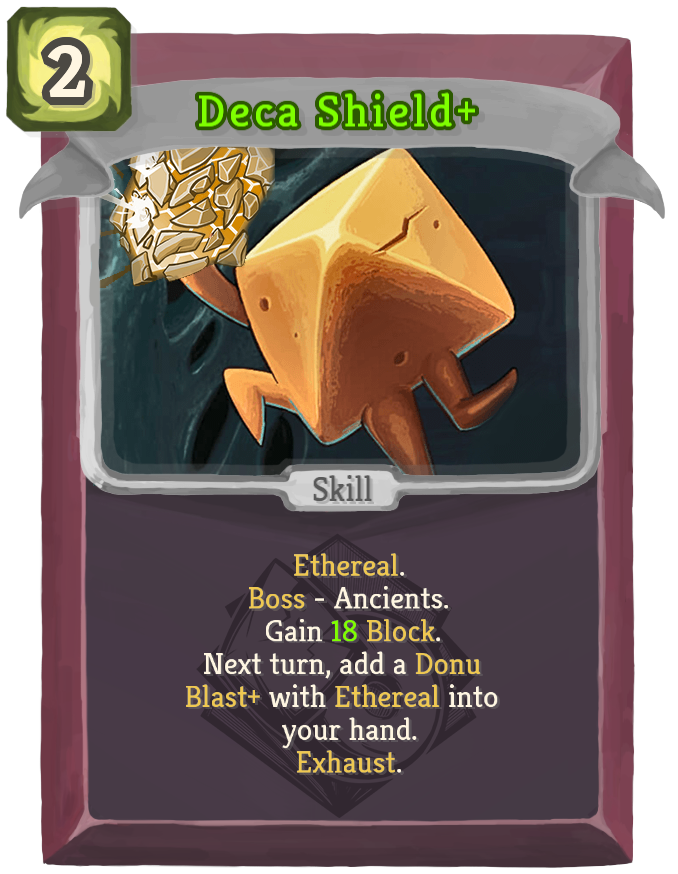 2
Deca Shield+
Skill
Ethereal.
Boss - Ancients.
Gain 18 Block.
Next turn, add a Donu
Blast+ with Ethereal into
your hand.
Exhaust.